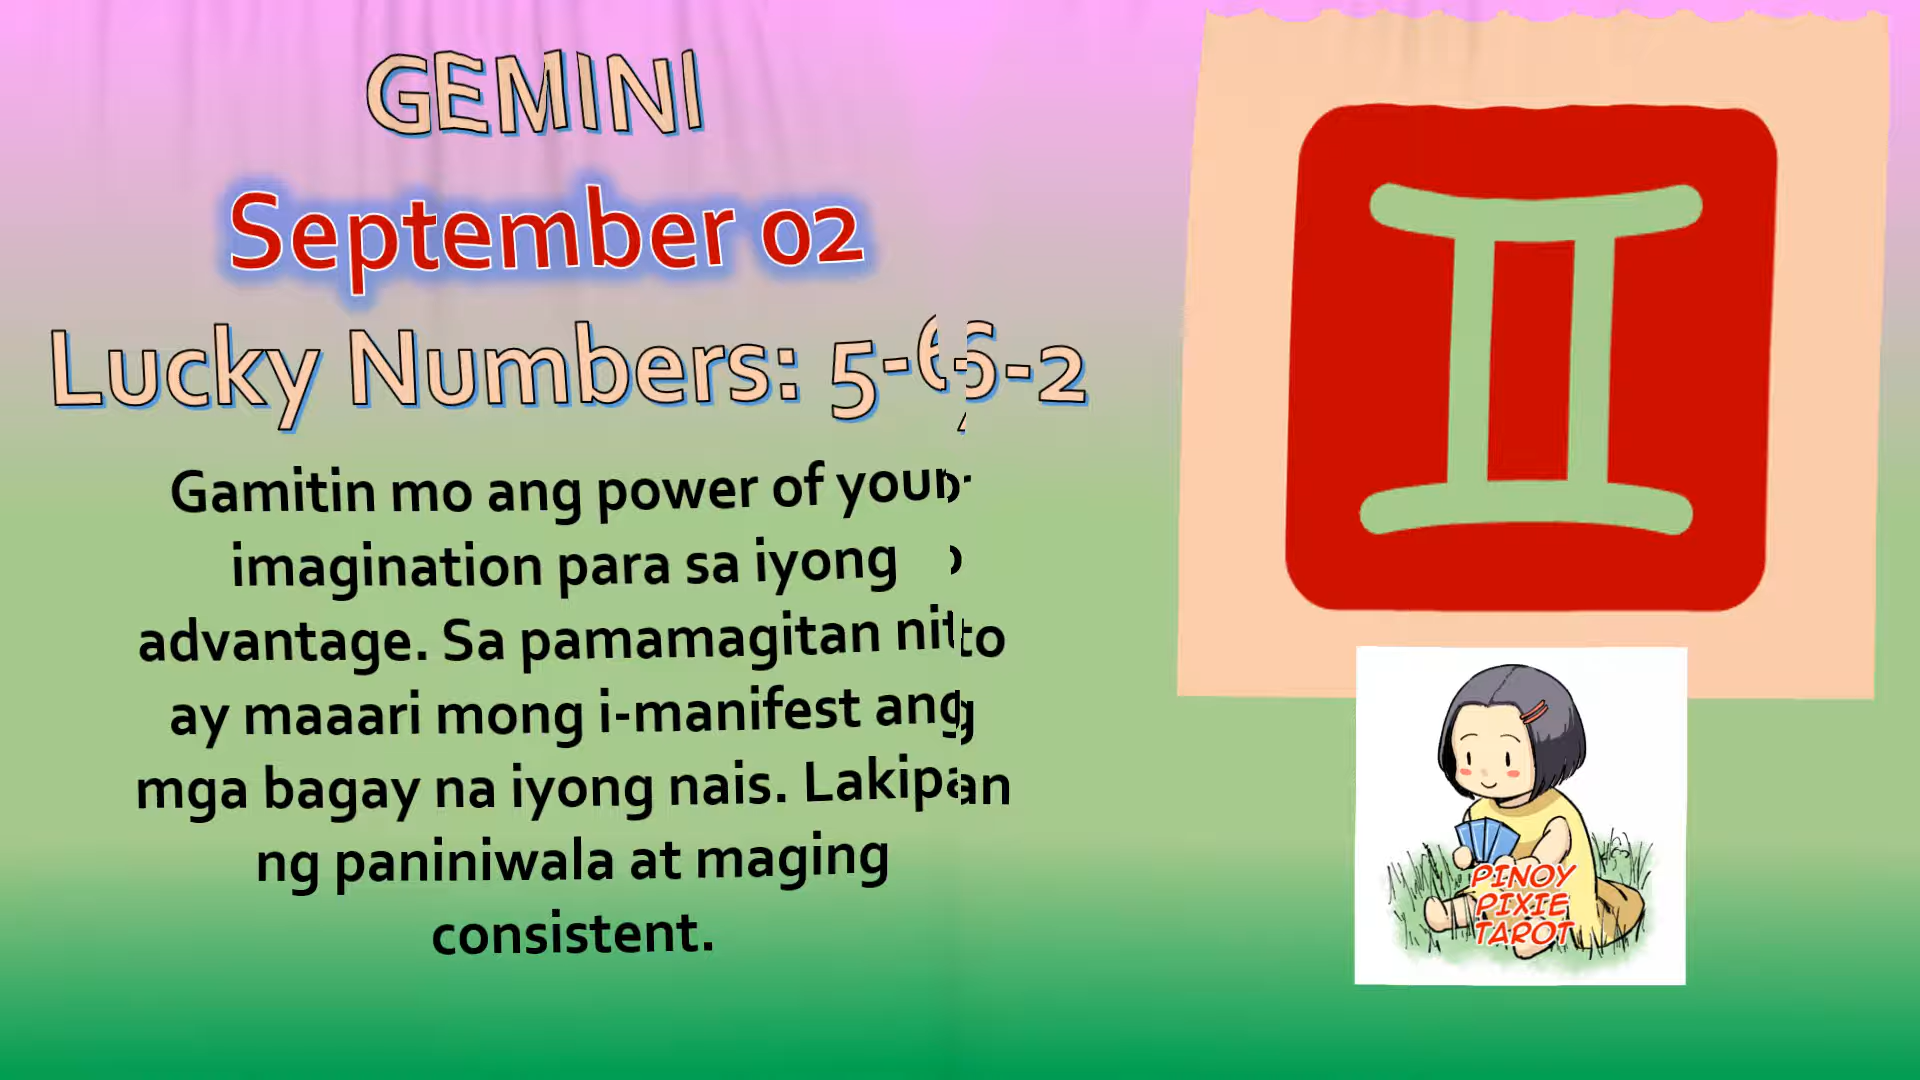 GEMINI
September 02
Lucky Numbers: 5-6-2
Gamitin mo ang power of your
imagination para sa iyong
advantage. Sa pamamagitan nito
ay maaari mong i-manifest ang
mga bagay na iyong nais. Lakipan
ng paniniwala at maging
consistent.
PINOY
PIXIE
TAROT